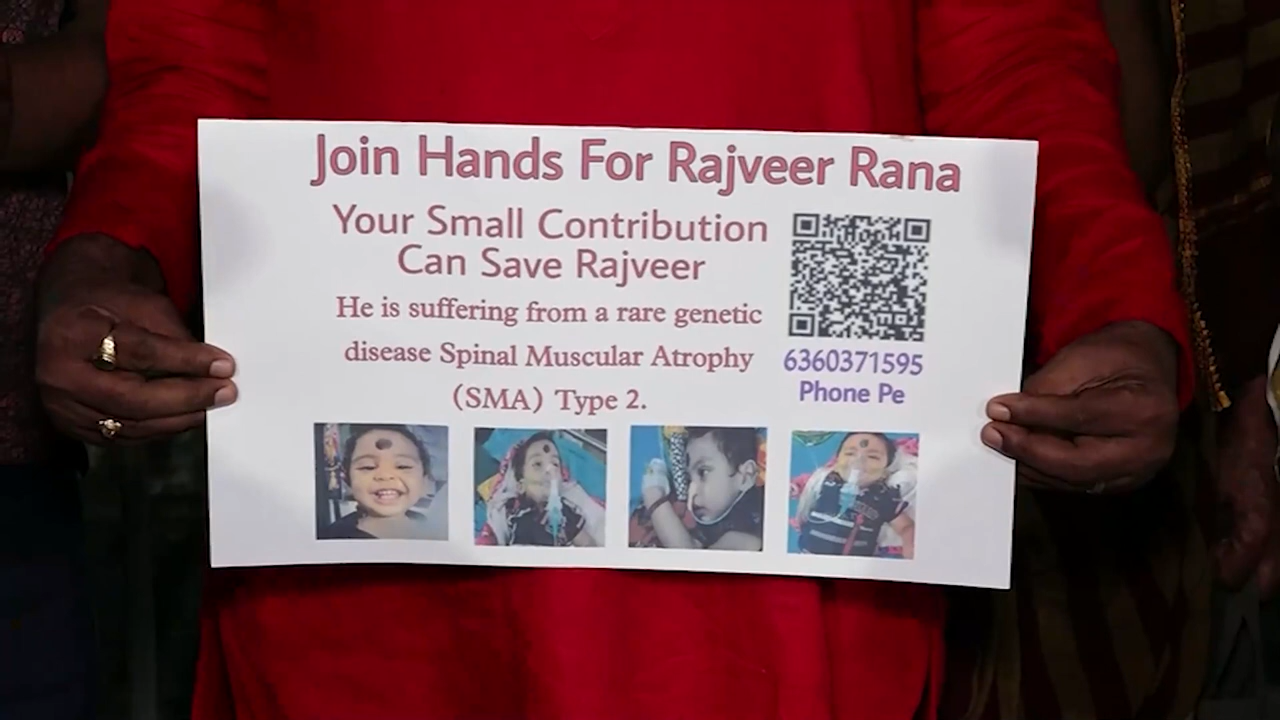 Join Hands For Rajveer Rana
Your Small Contribution
Can Save Rajveer
He is suffering from a rare genetic
disease Spinal Muscular Atrophy
(SMA) Type 2.
6360371595
Phone Pe